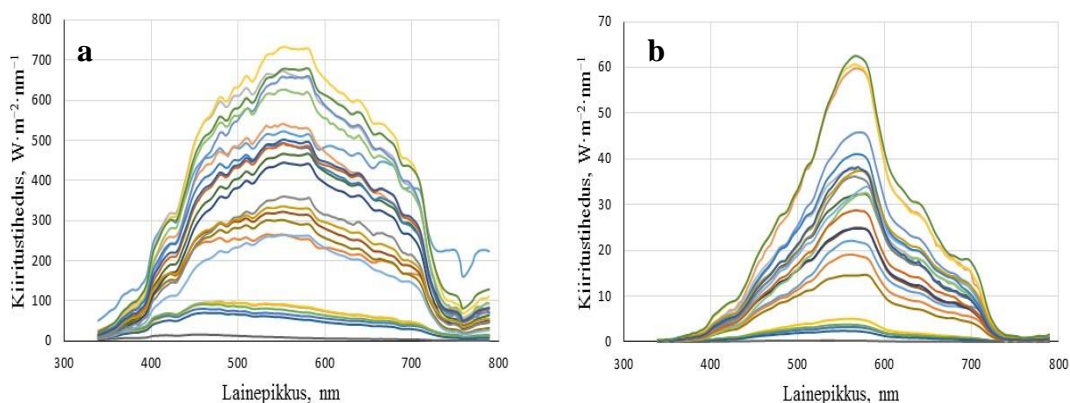 a
Kiiritustihedus, W·m⁻²·nm⁻¹
800
700
600
500
400
300
200
100
0
300 400 500 600 700 800
Lainepikkus, nm
b
Kiiritustihedus, W·m⁻²·nm⁻¹
70
60
50
40
30
20
10
0
300 400 500 600 700 800
Lainepikkus, nm